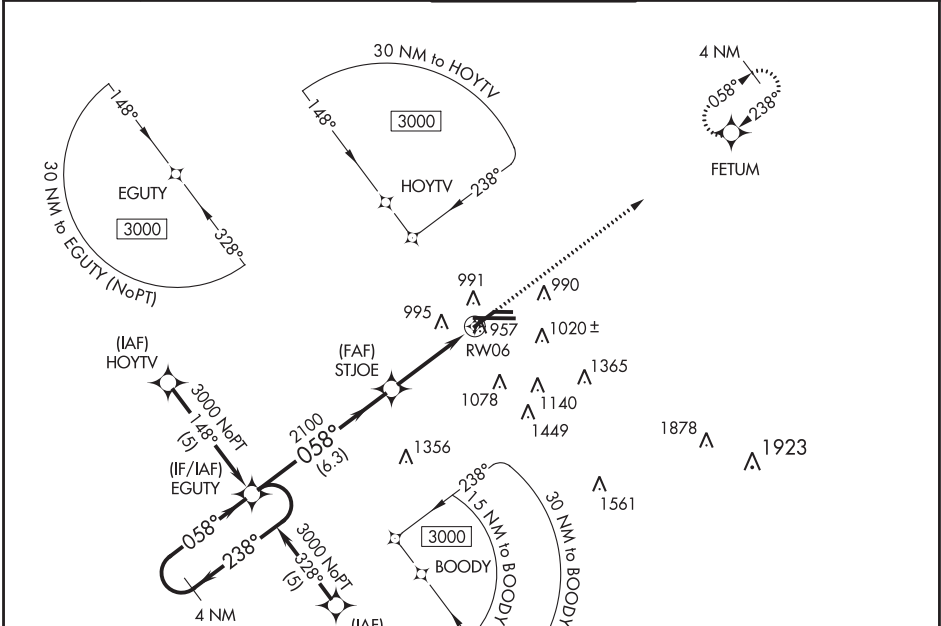 30 NM to HOYTV
148°
3000
HOYTV
238°
4 NM
058°
238°
FETUM
148°
EGUTY
3000
328°
30 NM to EGUTY (NoPT)
991
990
995
957
1020 ±
RW06
(IAF)
HOYTV
(FAF)
STJOE
1365
1078
1140
1449
3000 NoPT
148°
(5)
2100
058°
(6.3)
1356
1878
1923
(IF/IAF)
EGUTY
1561
058°
238°
4 NM
3000 NoPT
328°
(5)
(IAF)
238°
15 NM to BOODY
30 NM to BOODY
3000
BOODY